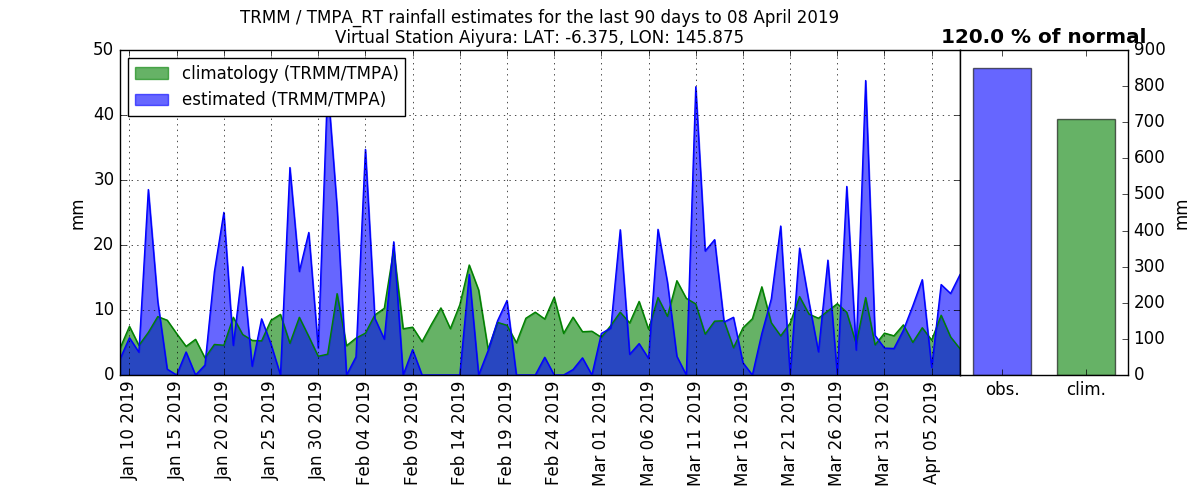 TRMM / TMPA_RT rainfall estimates for the last 90 days to 08 April 2019
Virtual Station Aiyura: LAT: -6.375, LON: 145.875
120.0 % of normal
climatology (TRMM/TMPA)
estimated (TRMM/TMPA)
50
40
30
20
10
0
mm
Jan 10 2019
Jan 15 2019
Jan 20 2019
Jan 25 2019
Jan 30 2019
Feb 04 2019
Feb 09 2019
Feb 14 2019
Feb 19 2019
Feb 24 2019
Mar 01 2019
Mar 06 2019
Mar 11 2019
Mar 16 2019
Mar 21 2019
Mar 26 2019
Mar 31 2019
Apr 05 2019
obs.
clim.
900
800
700
600
500
400
300
200
100
0
mm